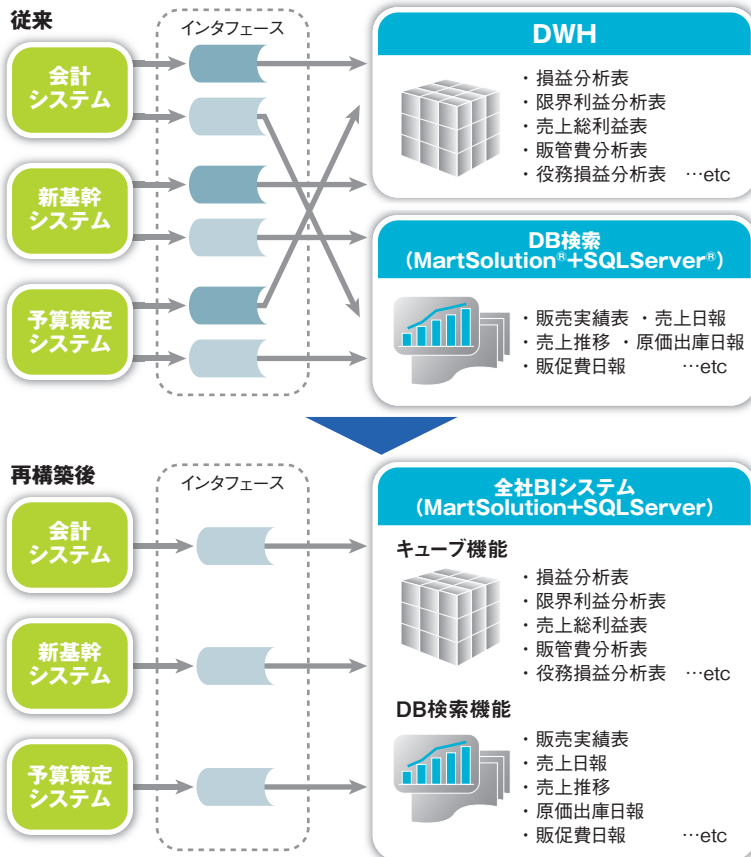 従来
インタフェース
会計
システム
新基幹
システム
予算策定
システム
DWH
・損益分析表
・限界利益分析表
・売上総利益表
・販管費分析表
・役務損益分析表 …etc
DB検索
(MartSolution®+SQLServer®)
・販売実績表 ・売上日報
・売上推移 ・原価出庫日報
・販促費日報 …etc
再構築後
インタフェース
会計
システム
新基幹
システム
予算策定
システム
全社BIシステム
(MartSolution+SQLServer)
キューブ機能
・損益分析表
・限界利益分析表
・売上総利益表
・販管費分析表
・役務損益分析表 …etc
DB検索機能
・販売実績表
・売上日報
・売上推移
・原価出庫日報
・販促費日報 …etc